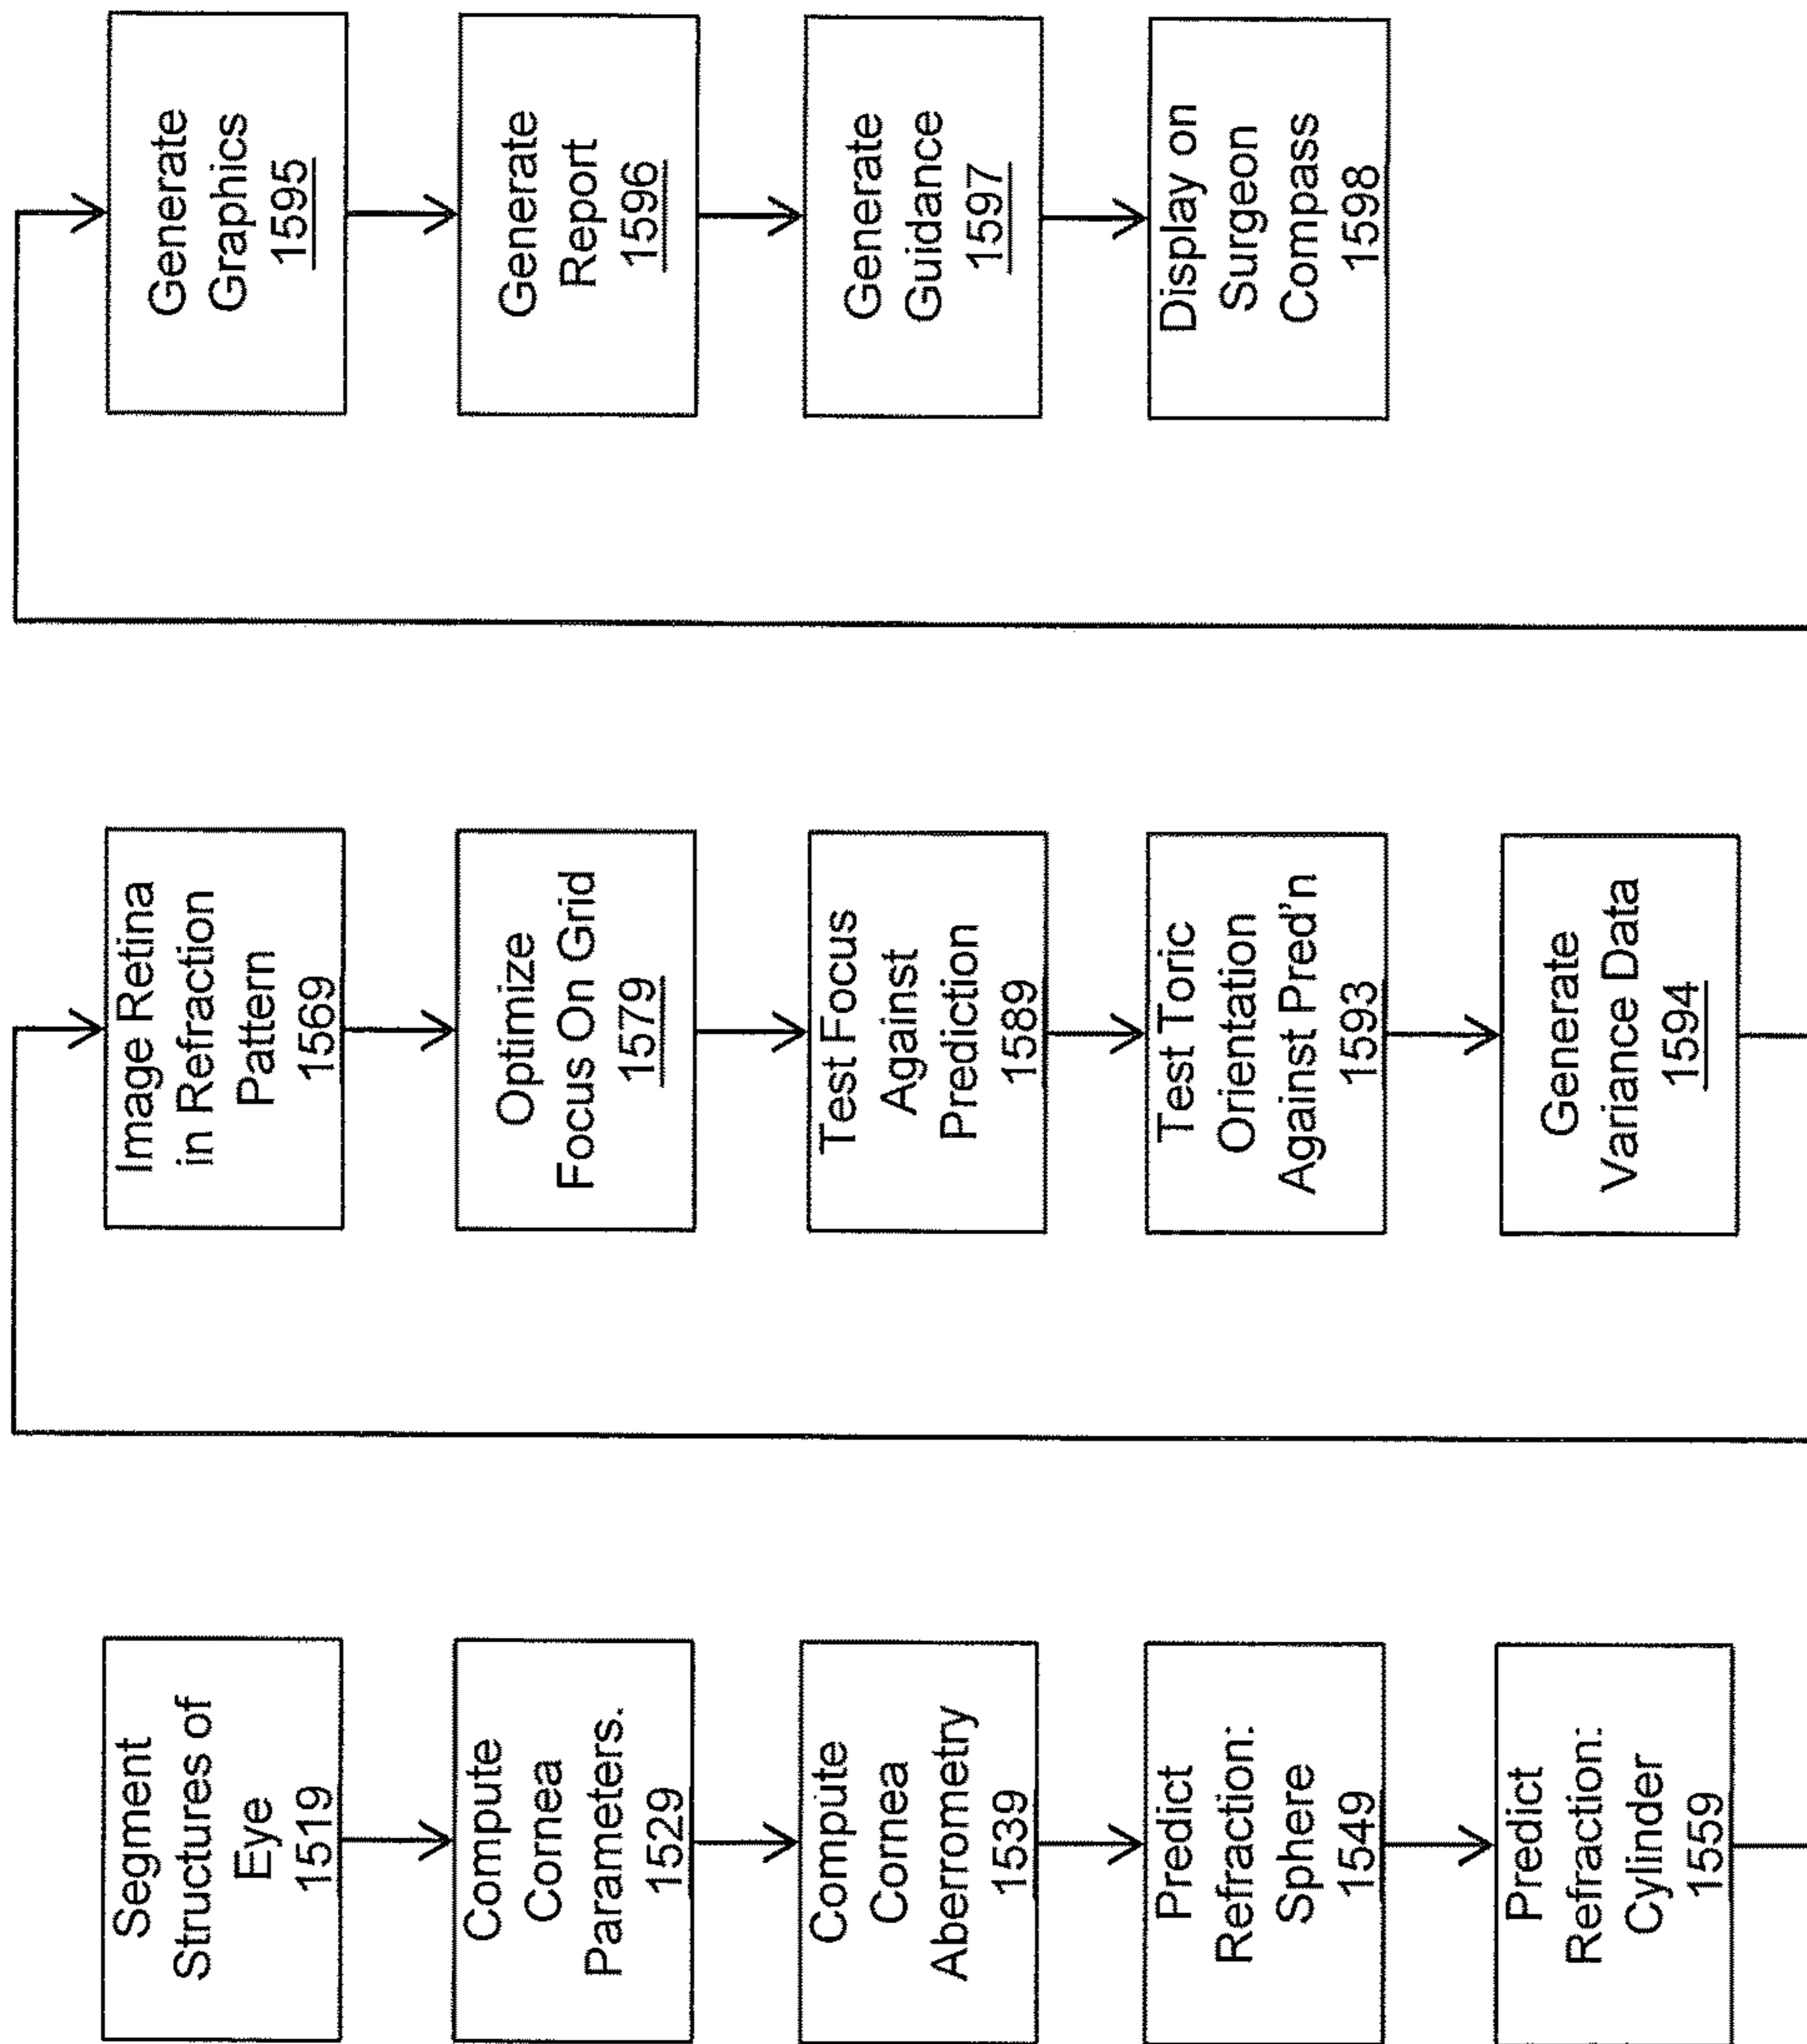 Segment
Structures of
Eye
1519
Compute
Cornea
Parameters.
1529
Compute
Cornea
Aberrometry
1539
Predict
Refraction:
Sphere
1549
Predict
Refraction:
Cylinder
1559
Image Retina
in Refraction
Pattern
1569
Optimize
Focus On Grid
1579
Test Focus
Against
Prediction
1589
Test Toric
Orientation
Against Pred'n
1593
Generate
Variance Data
1594
Generate
Graphics
1595
Generate
Report
1596
Generate
Guidance
1597
Display on
Surgeon
Compass
1598